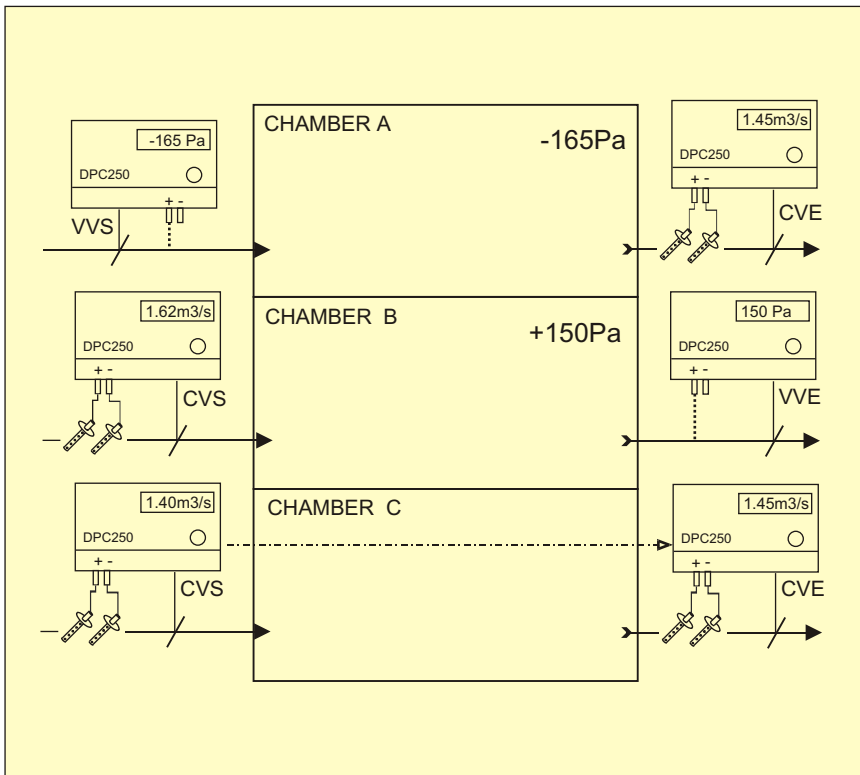 CHAMBER A
-165Pa
-165 Pa
DPC250
+ -
VVS
1.45m3/s
DPC250
+ -
CVE
CHAMBER B
+150Pa
1.62m3/s
DPC250
+ -
CVS
150 Pa
DPC250
+ -
VVE
CHAMBER C
1.40m3/s
DPC250
+ -
CVS
1.45m3/s
DPC250
+ -
CVE